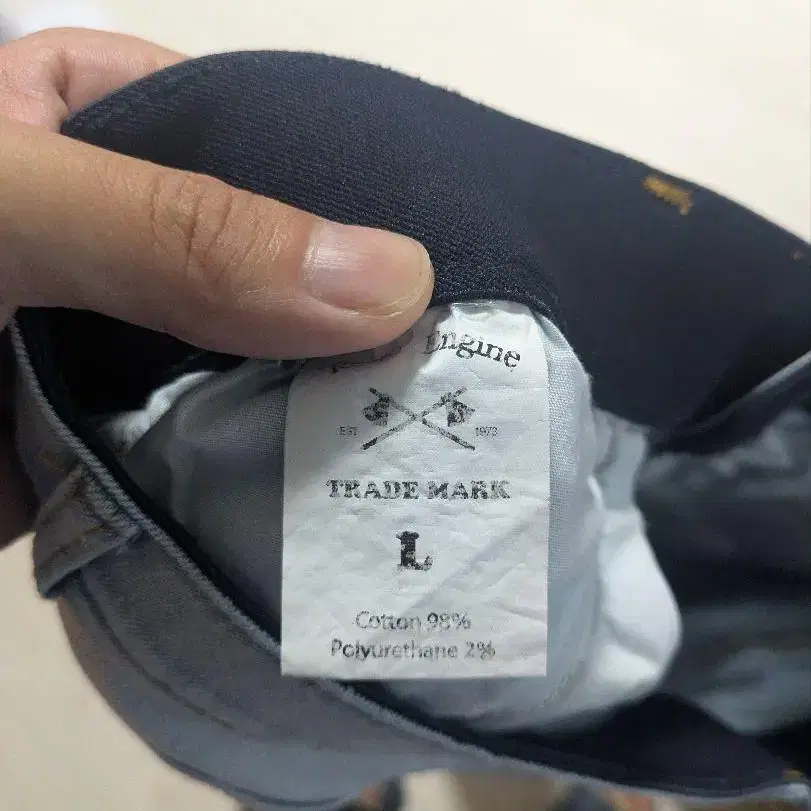 Engine
EST 1973
TRADE MARK
L
Cotton 98%
Polyurethane 2%